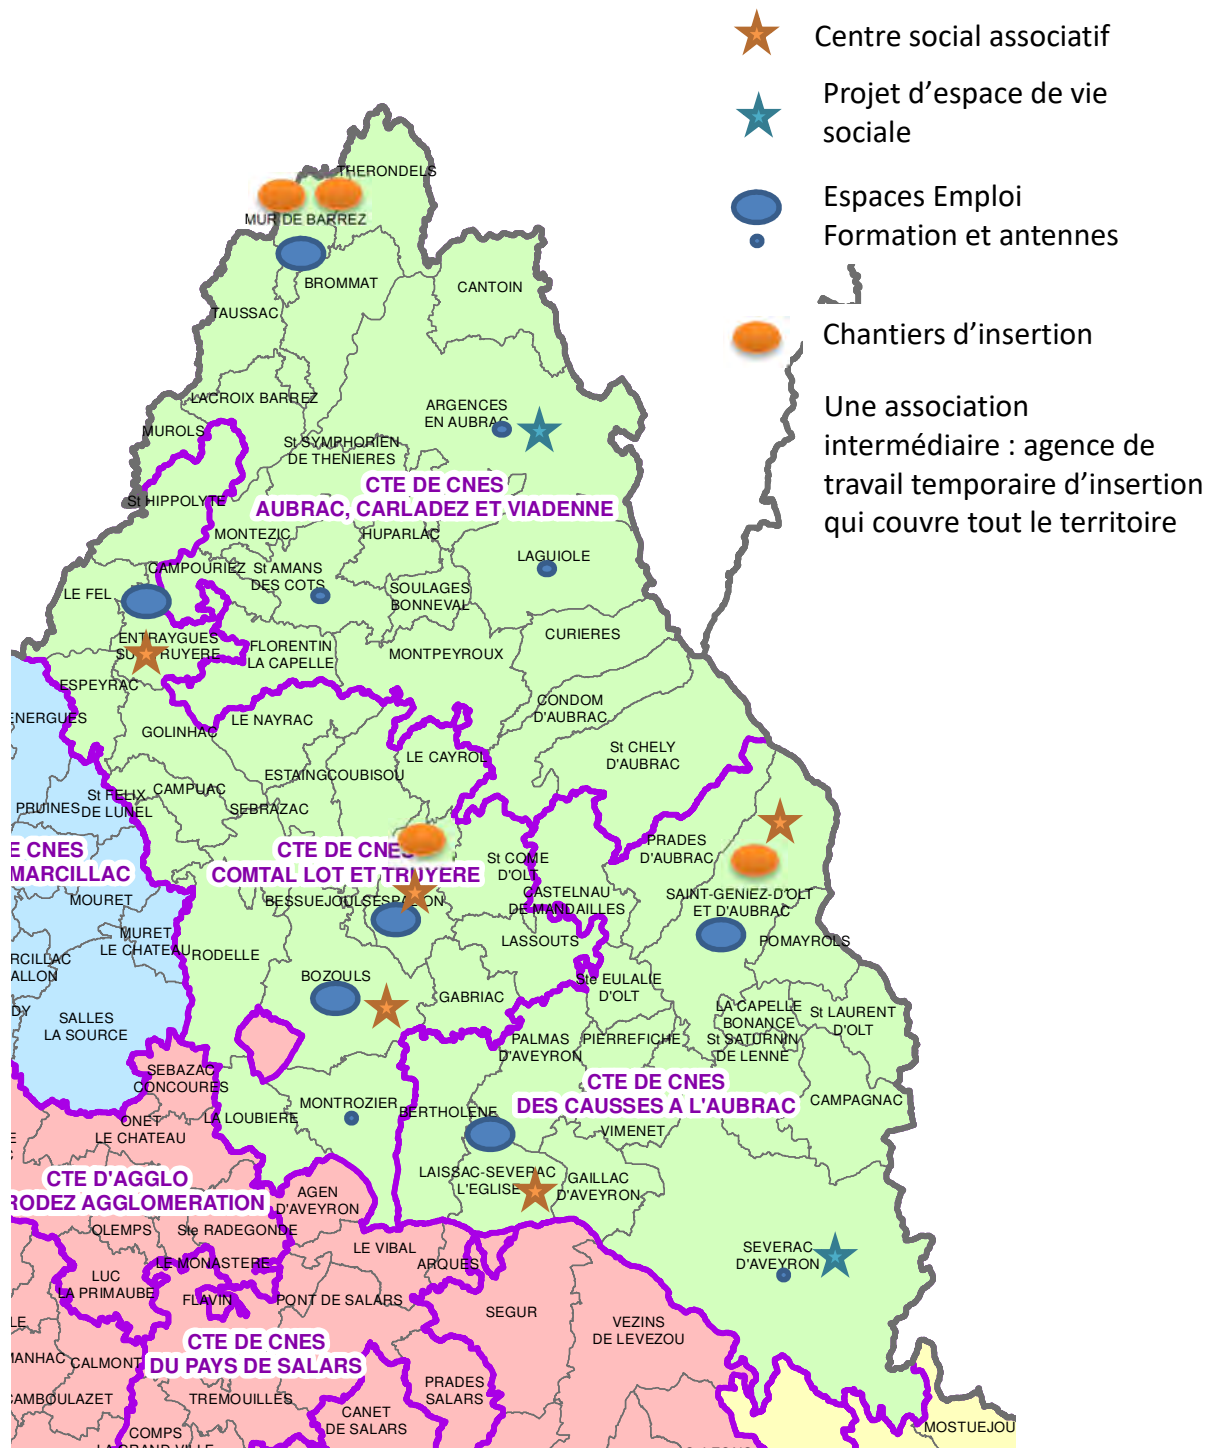 Centre social associatif
Projet d’espace de vie
sociale
Espaces Emploi
Formation et antennes
Chantiers d’insertion
Une association
intermédiaire : agence de
travail temporaire d’insertion
qui couvre tout le territoire
THERONDELS
MUR DE BARREZ
BROMMAT
CANTOIN
TAUSSAC
LACROIX BARREZ
ARGENCES
EN AUBRAC
MUROLS
St SYMPHORIEN
DE THENIERES
CTE DE CNES
AUBRAC, CARLADEZ ET VIADENNE
St HIPPOLYTE
MONTEZIC
HUPARLAC
LAGUIOLE
CAMPOURIEZ
St AMANS
DES COTS
SOULAGES
BONNEVAL
LE FEL
CURIERES
ENTRAYGUES
FLORENTIN
LA CAPELLE
MONTPEYROUX
ESPEYRAC
CONDOM
D'AUBRAC
ENERGUES
LE NAYRAC
GOLINHAC
St CHELY
D'AUBRAC
LE CAYROL
ESTAING
COUBISOU
CAMPUAC
St FELIX
DE LUNEL
PRUINES
SEBRAZAC
PRADES
D'AUBRAC
E CNES
MARCILLAC
CTE DE CNES
COMTAL LOT ET TRUYERE
St COME
D'OLT
CASTELNAU
DE MANDAILLES
SAINT-GENIEZ-D'OLT
ET D'AUBRAC
MOURET
BESSUEJOULS
MURET
LE CHATEAU
RODELLE
LASSOUTS
POMAYROLS
RCILLAC
ALLON
BOZOULS
GABRIAC
Ste EULALIE
D'OLT
DY
SALLES
LA SOURCE
LA CAPELLE
BONANCE
St LAURENT
D'OLT
PALMAS
D'AVEYRON
PIERREFICHE
St SATURNIN
DE LENNE
SEBAZAC
CONCOURES
CTE DE CNES
DES CAUSSES A L'AUBRAC
CAMPAGNAC
MONTROZIER
BERTHOLENE
LA LOUBIERE
ONET
LE CHATEAU
VIMENET
CTE D'AGGLO
RODEZ AGGLOMERATION
LAISSAC-SEVERAC
L'EGLISE
GAILLAC
D'AVEYRON
AGEN
D'AVEYRON
OLEMPS
Ste RADEGONDE
LE MONASTERE
LE VIBAL
ARQUES
SEVERAC
D'AVEYRON
LUC
LA PRIMAUBE
FLAVIN
PONT DE SALARS
SEGUR
VEZINS
DE LEVEZOU
LE
CTE DE CNES
DU PAYS DE SALARS
MANHAC
CALMONT
PRADES
SALARS
AMBOULAZET
TREMOUILLES
CANET
DE SALARS
COMPS
MOSTUEJOU